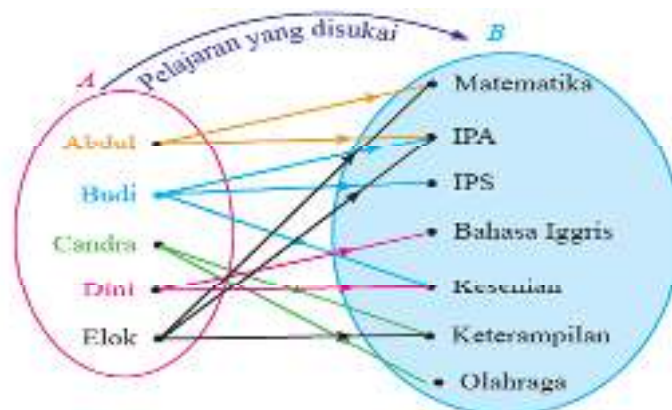 Pelajaran yang disukai
A
B
Abdul
Budi
Candra
Dini
Elok
Matematika
IPA
IPS
Bahasa Iggris
Kesenian
Keterampilan
Olahraga